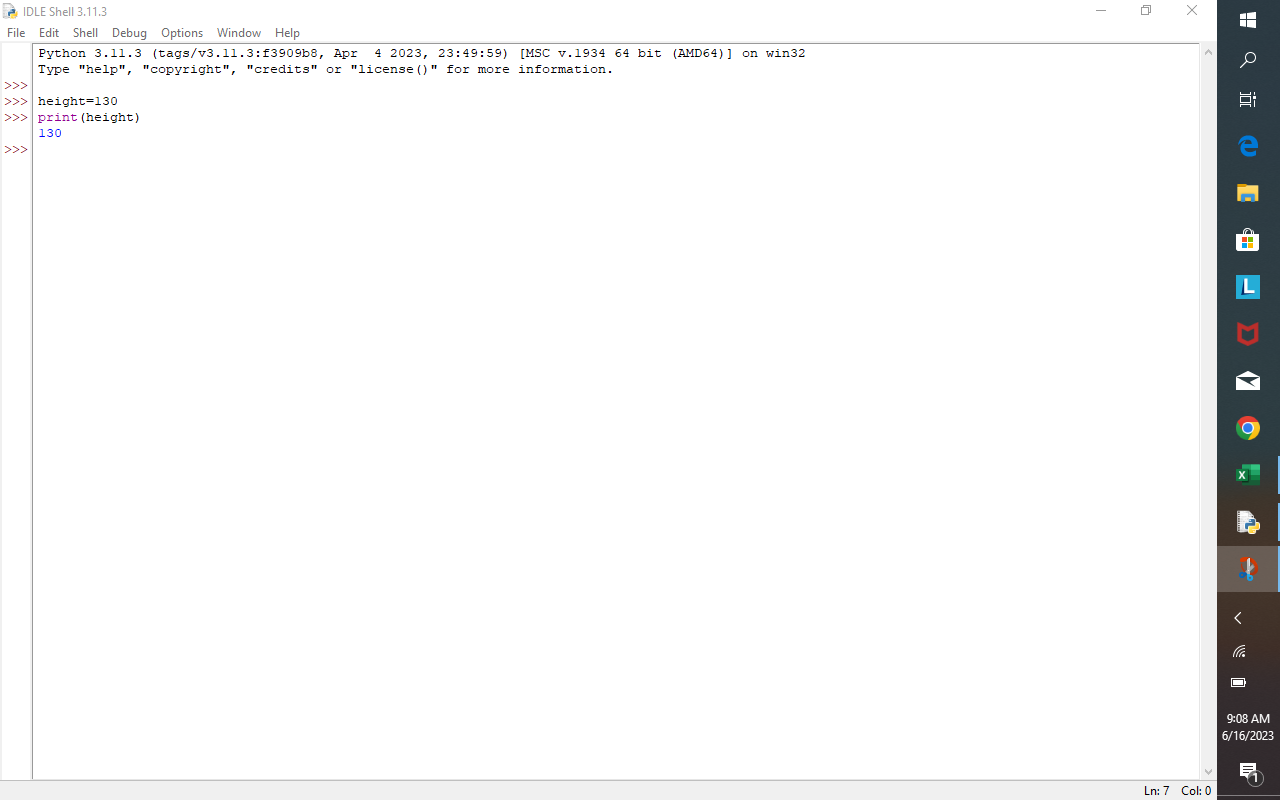 IDLE Shell 3.11.3
File Edit Shell Debug Options Window Help
Python 3.11.3 (tags/v3.11.3:f3909b8, Apr  4 2023, 23:49:59) [MSC v.1934 64 bit (AMD64)] on win32
Type "help", "copyright", "credits" or "license()" for more information.
>>>
>>> height=130
>>> print(height)
130
>>>
Ln: 7 Col: 0
L
X
9:08 AM
6/16/2023
1